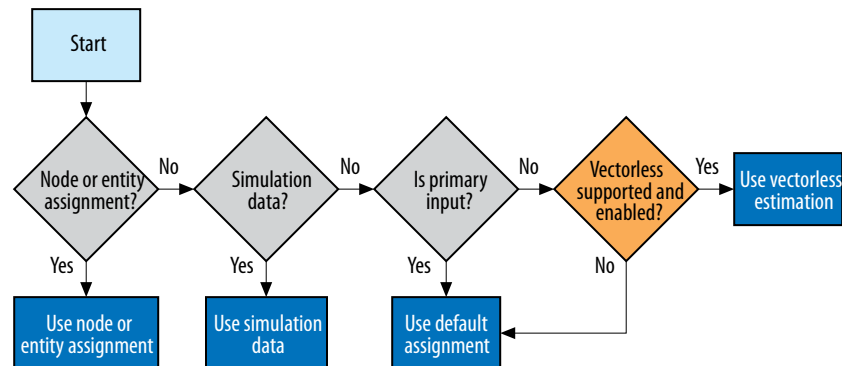 Start
Node or entity
assignment?
No
Simulation
data?
No
Is primary
input?
No
Vectorless
supported and
enabled?
Yes
Use vectorless
estimation
Yes
Yes
Yes
No
Use node or
entity assignment
Use simulation
data
Use default
assignment